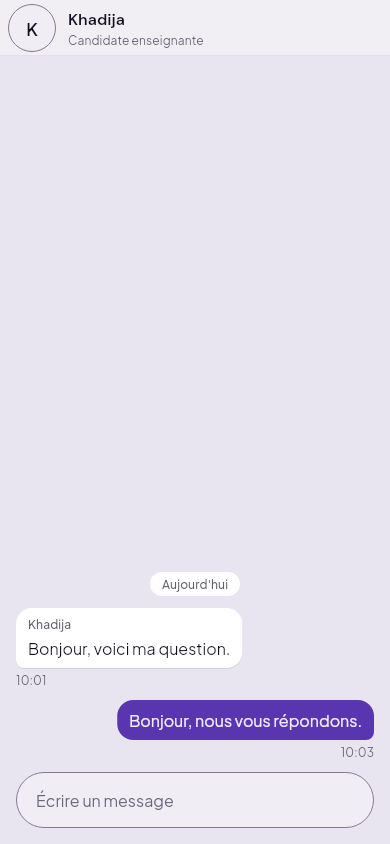 K
Khadija
Candidate enseignante
Aujourd'hui
Khadija
Bonjour, voici ma question.
10:01
Bonjour, nous vous répondons.
10:03
Écrire un message